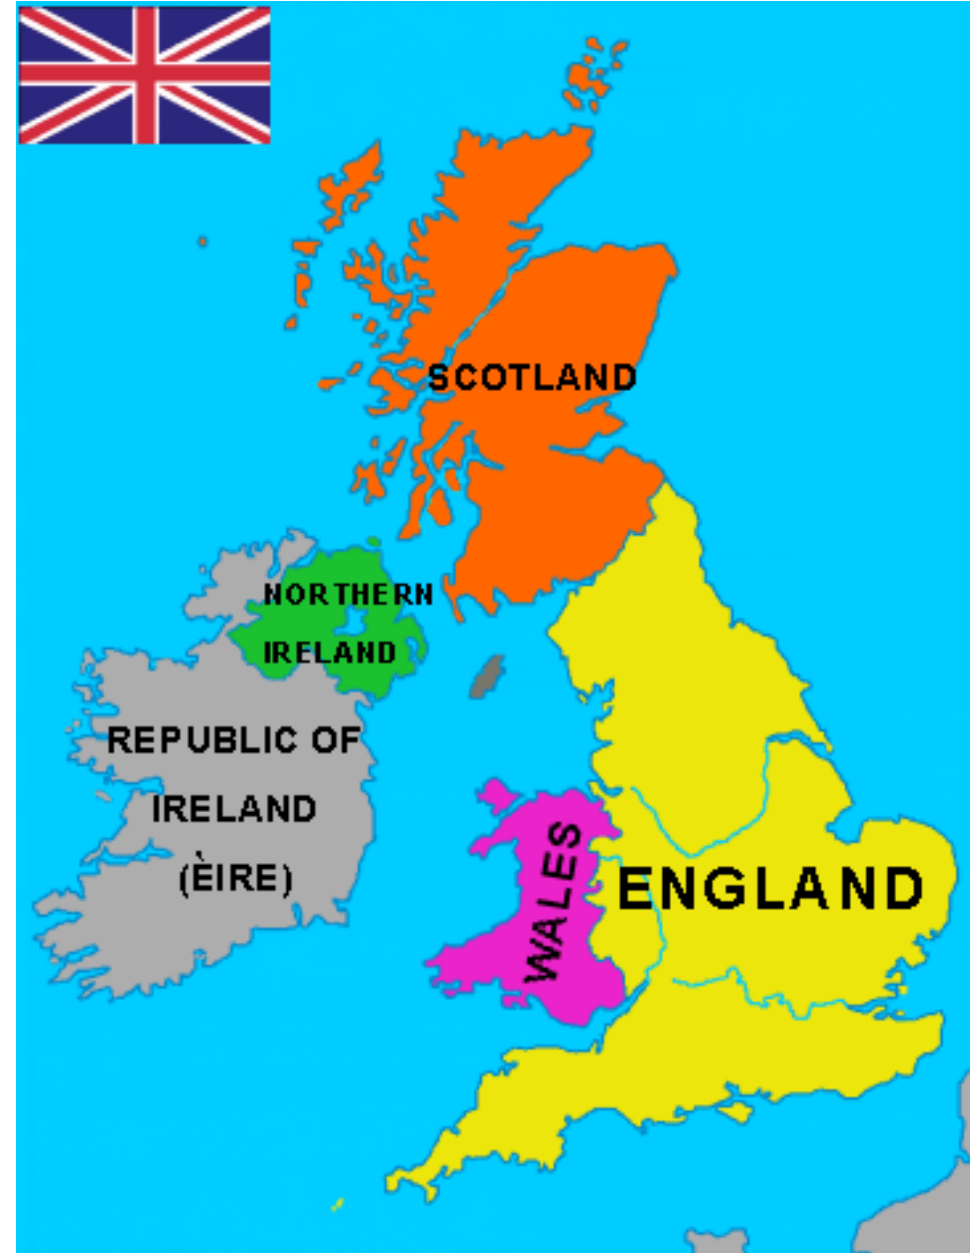 SCOTLAND
NORTHERN
IRELAND
REPUBLIC OF
IRELAND
(ÈIRE)
WALES
ENGLAND